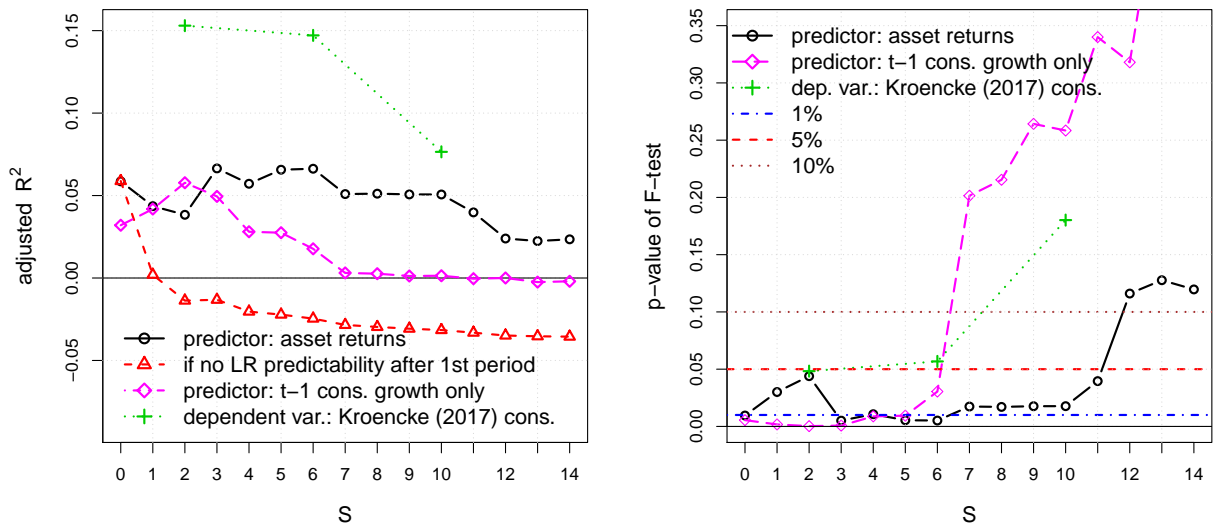 0.15
0.10
0.05
0.00
−0.05
adjusted R²
predictor: asset returns
if no LR predictability after 1st period
predictor: t−1 cons. growth only
dependent var.: Kroencke (2017) cons.
0 1 2 3 4 5 6 7 8 9 10 12 14
S
0.35
0.30
0.25
0.20
0.15
0.10
0.05
0.00
p−value of F−test
predictor: asset returns
predictor: t−1 cons. growth only
dep. var.: Kroencke (2017) cons.
1%
5%
10%
0 1 2 3 4 5 6 7 8 9 10 12 14
S